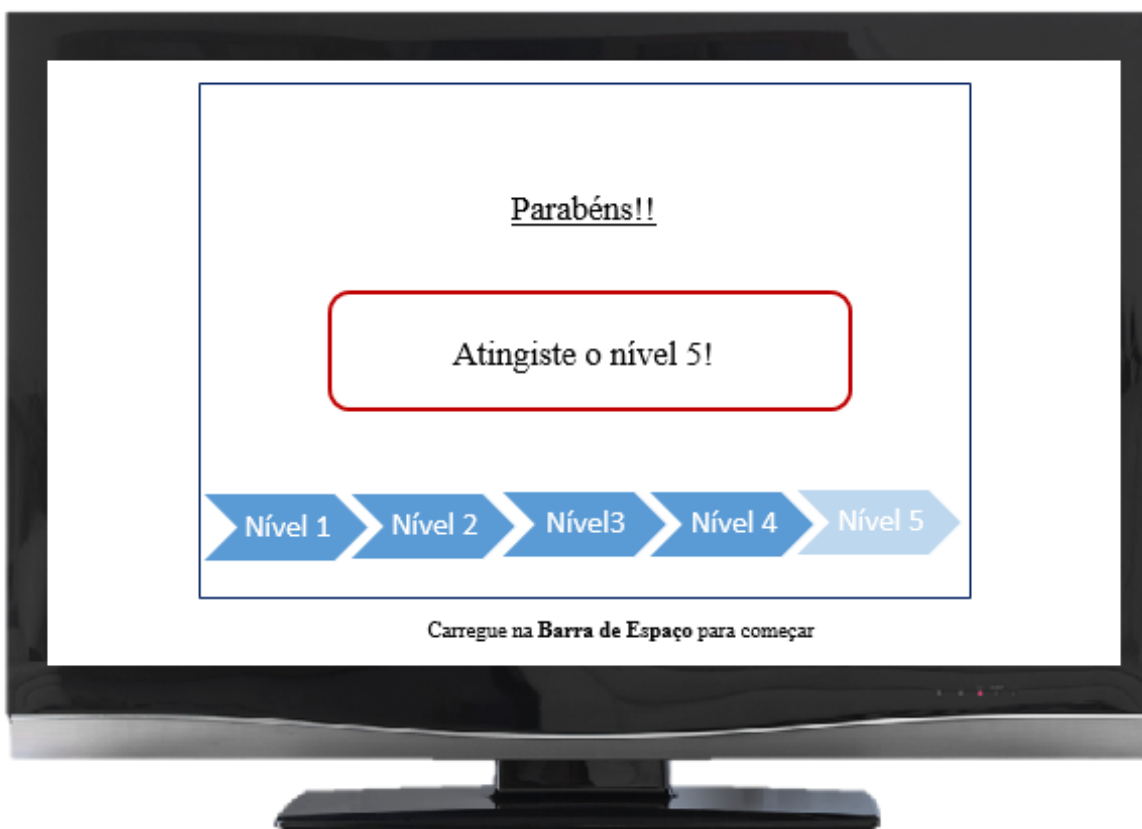 Parabéns!!
Atingiste o nível 5!
Nível 1 Nível 2 Nível3 Nível 4 Nível 5
Carregue na Barra de Espaço para começar